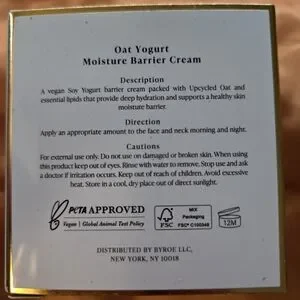 Oat Yogurt
Moisture Barrier Cream
Description
A vegan Soy Yogurt barrier cream packed with Upcycled Oat and
essential lipids that provide deep hydration and supports a healthy skin
moisture barrier.
Direction
Apply an appropriate amount to the face and neck morning and night.
Cautions
For external use only. Do not use on damaged or broken skin. When using
this product keep out of eyes. Rinse with water to remove. Stop use and ask
a doctor if irritation occurs. Keep out of reach of children. Avoid excessive
heat. Store in a cool, dry place out of direct sunlight.
PETA APPROVED
Vegan | Global Animal Test Policy
FSC
MIX
Packaging
FSC® C100948
12M
DISTRIBUTED BY BYROE LLC,
NEW YORK, NY 10018